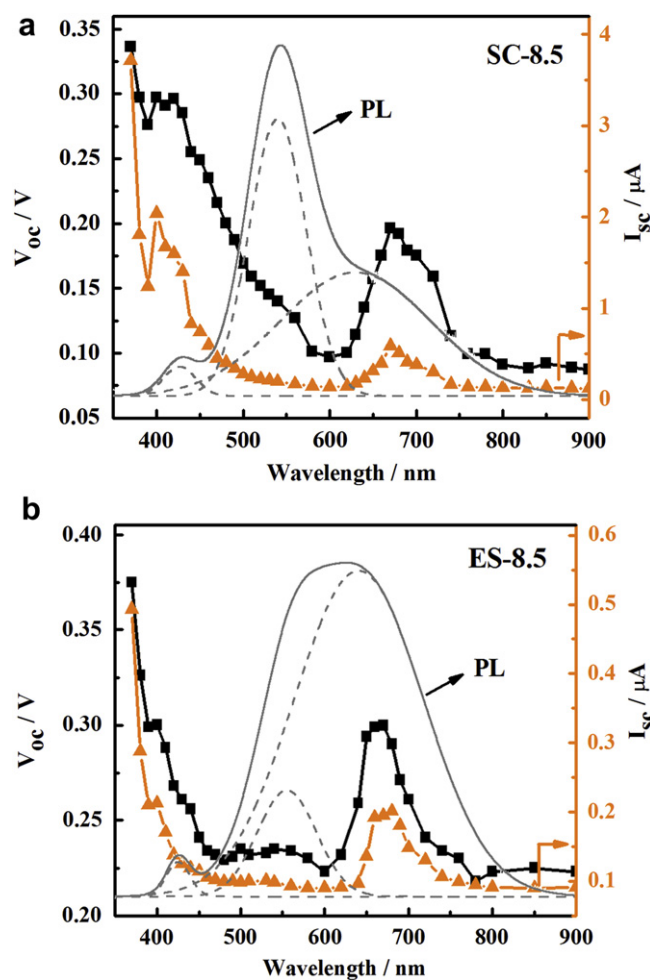 a
SC-8.5
PL
V_oc / V
0.35
0.30
0.25
0.20
0.15
0.10
0.05
I_sc / μA
4
3
2
1
0
400 500 600 700 800 900
Wavelength / nm
b
ES-8.5
PL
V_oc / V
0.40
0.35
0.30
0.25
0.20
I_sc / μA
0.6
0.5
0.4
0.3
0.2
0.1
400 500 600 700 800 900
Wavelength / nm